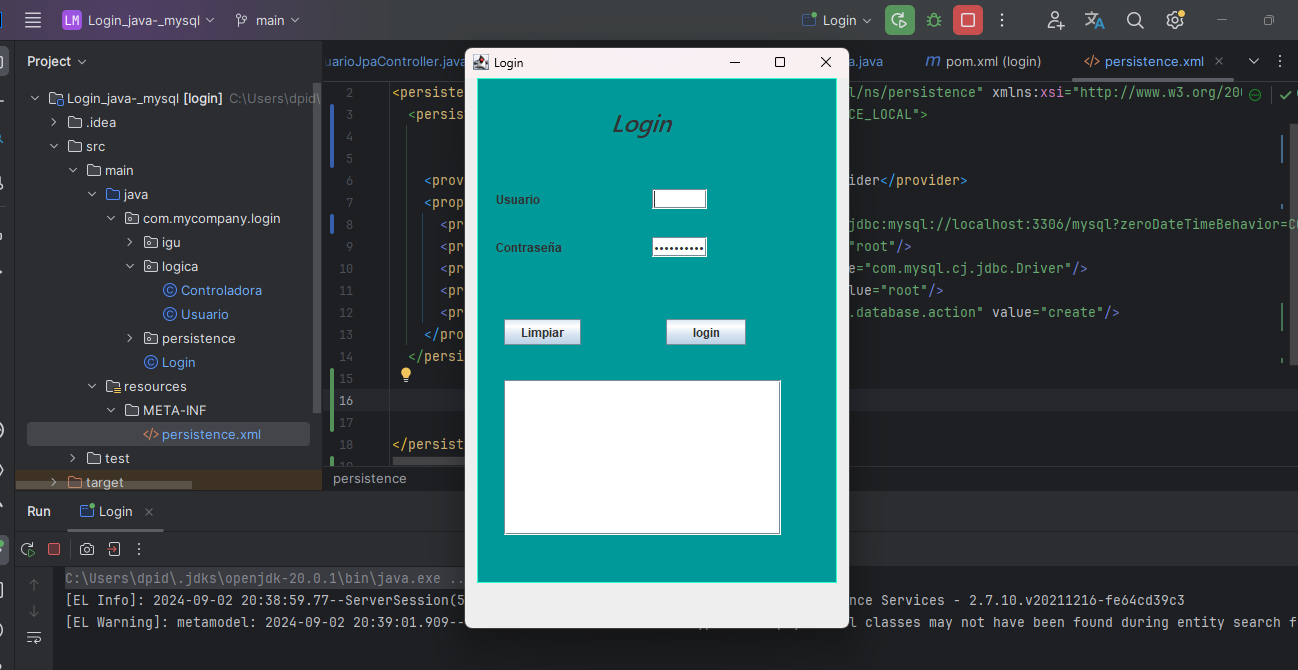 LM Login_java-_mysql
main
Login
Project
Login_java-_mysql [login] C:\Users\dpid\
.idea
src
main
java
com.mycompany.login
igu
logica
Controladora
Usuario
persistence
Login
resources
META-INF
persistence.xml
test
target
uarioJpaController.java
a.java
pom.xml (login)
persistence.xml
2 <persiste l/ns/persistence" xmlns:xsi="http://www.w3.org/200
3 <persis CE_LOCAL">
4
5
6 <prov ider</provider>
7 <prop
8 <pr jdbc:mysql://localhost:3306/mysql?zeroDateTimeBehavior=CO
9 <pr "root"/>
10 <pr e="com.mysql.cj.jdbc.Driver"/>
11 <pr lue="root"/>
12 <pr .database.action" value="create"/>
13 </pro
14 </persi
15
16
17
18 </persist
19
persistence
Login
Login
Usuario
Contraseña
••••••••••
Limpiar
login
Run
Login
C:\Users\dpid\.jdks\openjdk-20.0.1\bin\java.exe ..
[EL Info]: 2024-09-02 20:38:59.77--ServerSession(5 nce Services - 2.7.10.v20211216-fe64cd39c3
[EL Warning]: metamodel: 2024-09-02 20:39:01.909-- l classes may not have been found during entity search f